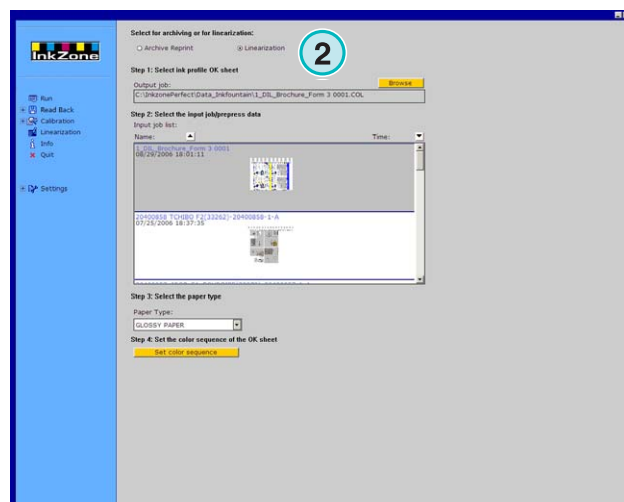 InkZone
Run
Read Back
Calibration
Linearization
Info
Quit
Settings
Select for archiving or for linearization:
Archive Reprint
Linearization
2
Step 1: Select ink profile OK sheet
Output job:
Browse
C:\InkzonePerfect\Data_Inkfountain\1_DIL_Brochure_Form 3 0001.COL
Step 2: Select the input job/prepress data
Input job list:
Name:
Time:
1_DIL_Brochure_Form 3 0001
08/29/2006 18:01:11
20400858 TCHIBO F2(33262)-20400858-1-A
07/25/2006 18:37:35
Step 3: Select the paper type
Paper Type:
GLOSSY PAPER
Step 4: Set the color sequence of the OK sheet
Set color sequence